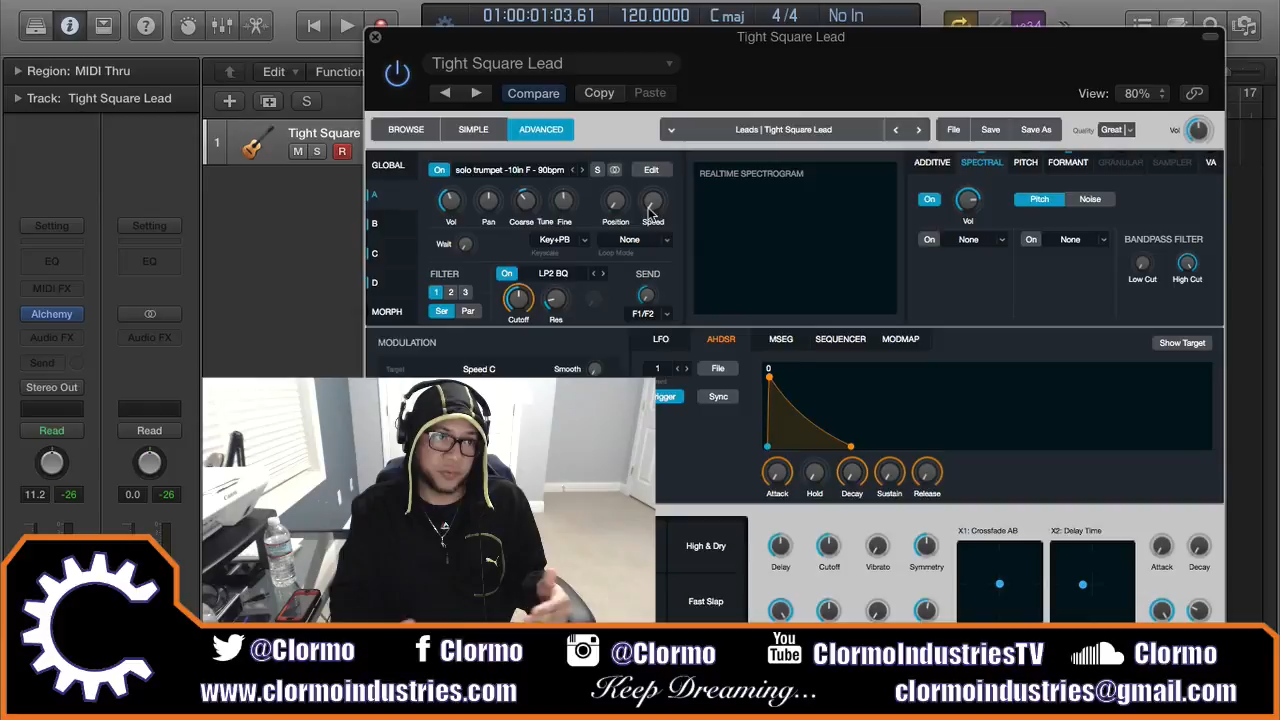 01:00:01:03.61 120.0000 C maj 4/4 No In
Tight Square Lead
Region: MIDI Thru Edit Function 17
Track: Tight Square Lead
Tight Square Lead
Compare Copy Paste View: 80%
S
BROWSE SIMPLE ADVANCED Leads | Tight Square Lead File Save Save As Quality Great Vol
1 Tight Square
M S R
GLOBAL On solo trumpet -10in F - 90bpm S Edit REALTIME SPECTROGRAM ADDITIVE SPECTRAL PITCH FORMANT GRANULAR SAMPLER VA
A
On Pitch Noise
Vol Pan Coarse Tune Fine Position Speed Vol
B
Setting Setting
Wait Key+PB None On None On None BANDPASS FILTER
Keyscale Loop Mode
C
EQ EQ
FILTER On LP2 BQ SEND Low Cut High Cut
D
MIDI FX
1 2 3
MORPH Ser Par Cutoff Res F1/F2
Alchemy
Audio FX Audio FX
LFO AHDSR MSEG SEQUENCER MODMAP
MODULATION Show Target
Send
Target Speed C Smooth 1 File 0
Stereo Out
Sync
Read Read
Attack Hold Decay Sustain Release
11.2 -26 0.0 -26
X1: Crossfade AB X2: Delay Time
High & Dry
Delay Cutoff Vibrato Symmetry Attack Decay
Fast Slap
@Clormo Clormo @Clormo You Tube ClormoIndustriesTV Clormo
www.clormoindustries.com Keep Dreaming... clormoindustries@gmail.com